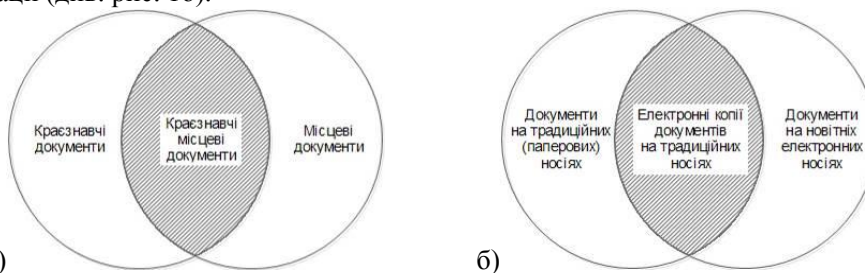 (див. рис. 1б).
Краєзнавчі
документи
Краєзнавчі
місцеві
документи
Місцеві
документи
Документи
на традиційних
(паперових)
носіях
Електронні копії
документів
на традиційних
носіях
Документи
на новітніх
електронних
носіях
)
б)